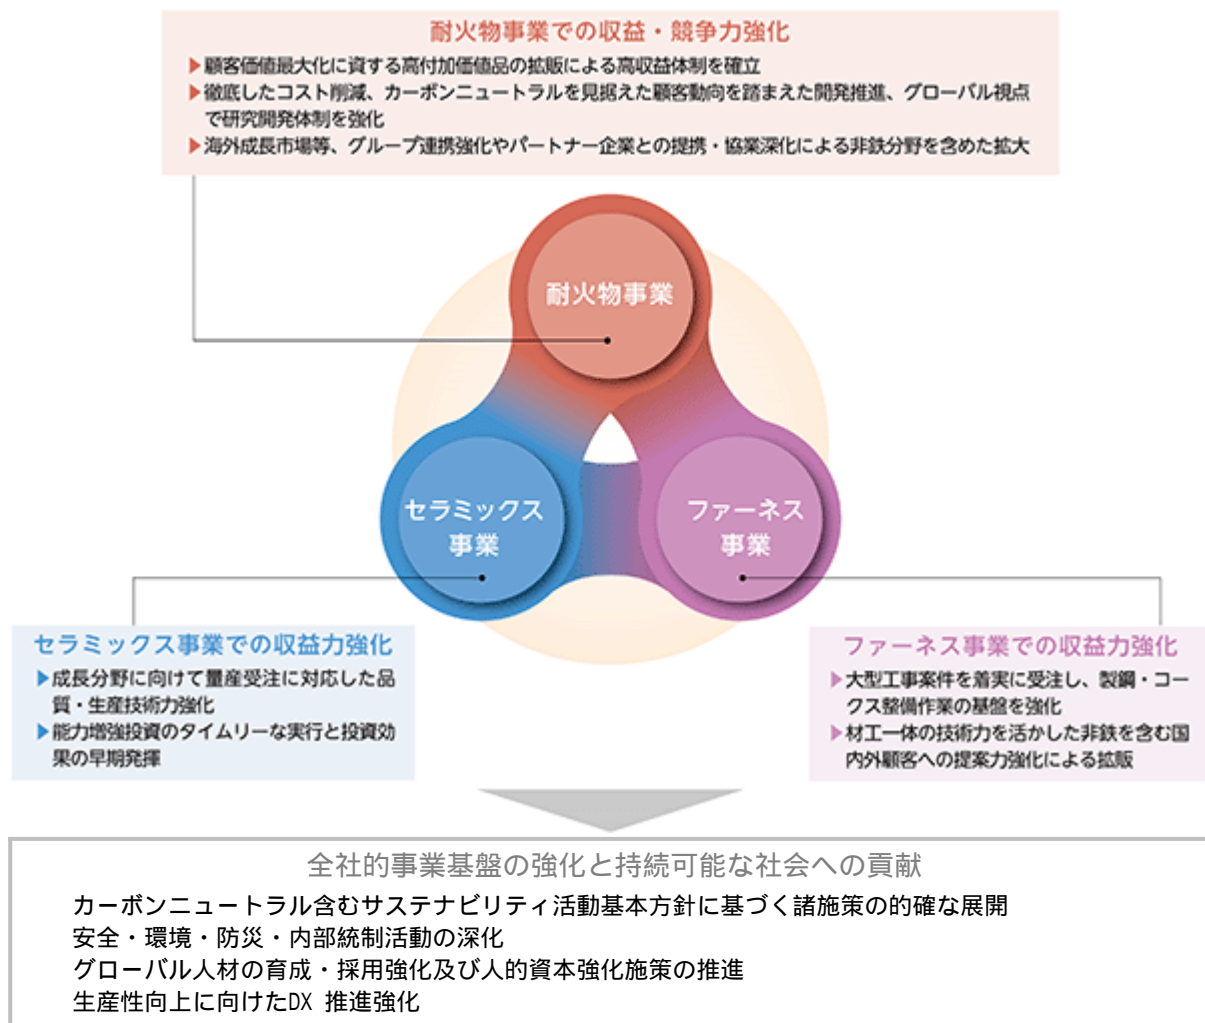 耐火物事業での収益・競争力強化
▶顧客価値最大化に資する高付加価値品の拡販による高収益体制を確立
▶徹底したコスト削減、カーボンニュートラルを見据えた顧客動向を踏まえた開発推進、グローバル視点
で研究開発体制を強化
▶海外成長市場等、グループ連携強化やパートナー企業との提携・協業深化による非鉄分野を含めた拡大
耐火物事業
セラミックス
事業
ファーネス
事業
セラミックス事業での収益力強化
▶成長分野に向けて量産受注に対応した品
質・生産技術力強化
▶能力増強投資のタイムリーな実行と投資効
果の早期発揮
ファーネス事業での収益力強化
▶大型工事案件を着実に受注し、製鋼・コー
クス整備作業の基盤を強化
▶材工一体の技術力を活かした非鉄を含む国
内外顧客への提案力強化による拡販
全社的事業基盤の強化と持続可能な社会への貢献
カーボンニュートラル含むサステナビリティ活動基本方針に基づく諸施策の的確な展開
安全・環境・防災・内部統制活動の深化
グローバル人材の育成・採用強化及び人的資本強化施策の推進
生産性向上に向けたDX 推進強化